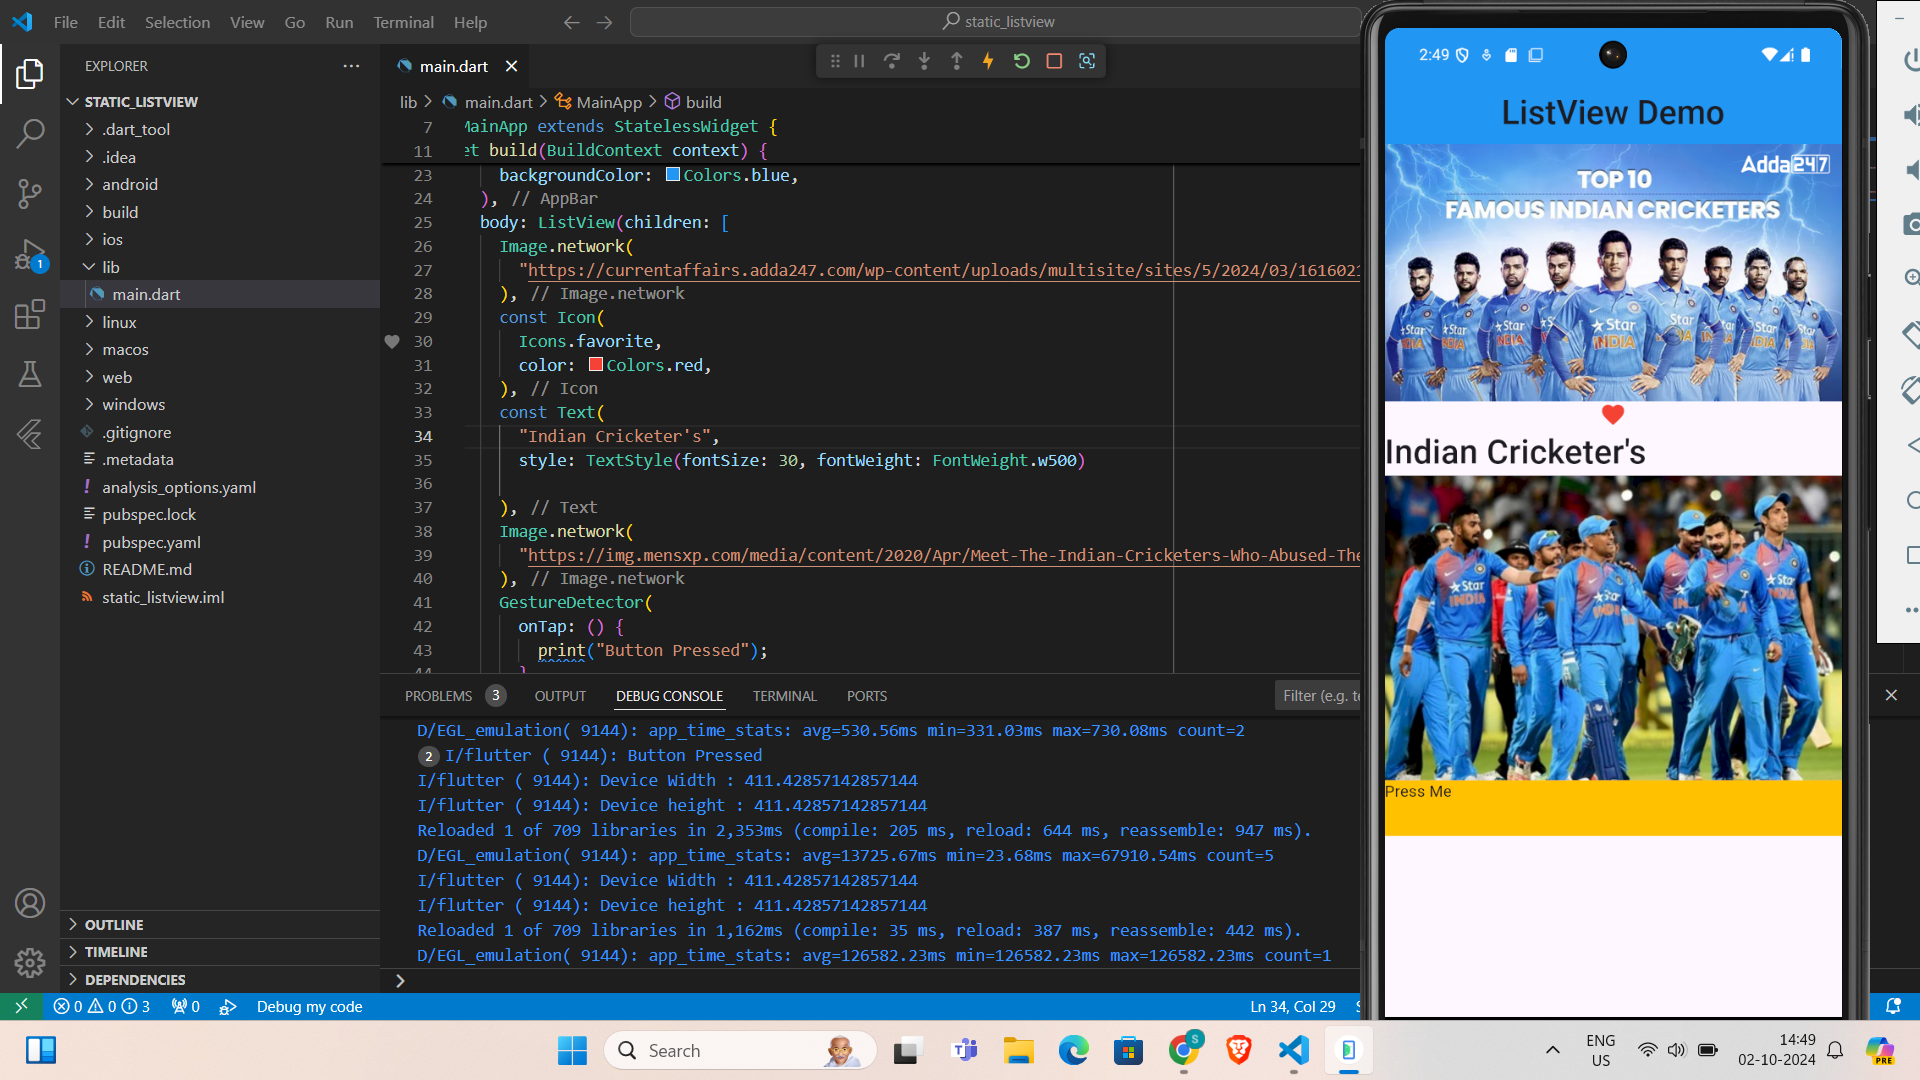 File Edit Selection View Go Run Terminal Help
static_listview
EXPLORER
STATIC_LISTVIEW
.dart_tool
.idea
android
build
ios
lib
main.dart
linux
macos
web
windows
.gitignore
.metadata
analysis_options.yaml
pubspec.lock
pubspec.yaml
README.md
static_listview.iml
OUTLINE
TIMELINE
DEPENDENCIES
1
main.dart
lib > main.dart > MainApp > build
7 MainApp extends StatelessWidget {
11 et build(BuildContext context) {
23 backgroundColor: Colors.blue,
24 ), // AppBar
25 body: ListView(children: [
26 Image.network(
27 "https://currentaffairs.adda247.com/wp-content/uploads/multisite/sites/5/2024/03/1616021
28 ), // Image.network
29 const Icon(
30 Icons.favorite,
31 color: Colors.red,
32 ), // Icon
33 const Text(
34 "Indian Cricketer's",
35 style: TextStyle(fontSize: 30, fontWeight: FontWeight.w500)
36
37 ), // Text
38 Image.network(
39 "https://img.mensxp.com/media/content/2020/Apr/Meet-The-Indian-Cricketers-Who-Abused-The
40 ), // Image.network
41 GestureDetector(
42 onTap: () {
43 print("Button Pressed");
44 }
PROBLEMS 3 OUTPUT DEBUG CONSOLE TERMINAL PORTS
Filter (e.g. te
D/EGL_emulation( 9144): app_time_stats: avg=530.56ms min=331.03ms max=730.08ms count=2
2 I/flutter ( 9144): Button Pressed
I/flutter ( 9144): Device Width : 411.42857142857144
I/flutter ( 9144): Device height : 411.42857142857144
Reloaded 1 of 709 libraries in 2,353ms (compile: 205 ms, reload: 644 ms, reassemble: 947 ms).
D/EGL_emulation( 9144): app_time_stats: avg=13725.67ms min=23.68ms max=67910.54ms count=5
I/flutter ( 9144): Device Width : 411.42857142857144
I/flutter ( 9144): Device height : 411.42857142857144
Reloaded 1 of 709 libraries in 1,162ms (compile: 35 ms, reload: 387 ms, reassemble: 442 ms).
D/EGL_emulation( 9144): app_time_stats: avg=126582.23ms min=126582.23ms max=126582.23ms count=1
0 0 3 0 Debug my code
Ln 34, Col 29
2:49
ListView Demo
Adda247
TOP 10
FAMOUS INDIAN CRICKETERS
Star INDIA
Indian Cricketer's
Star INDIA
Press Me
Search
S
ENG
US
14:49
02-10-2024
PRE